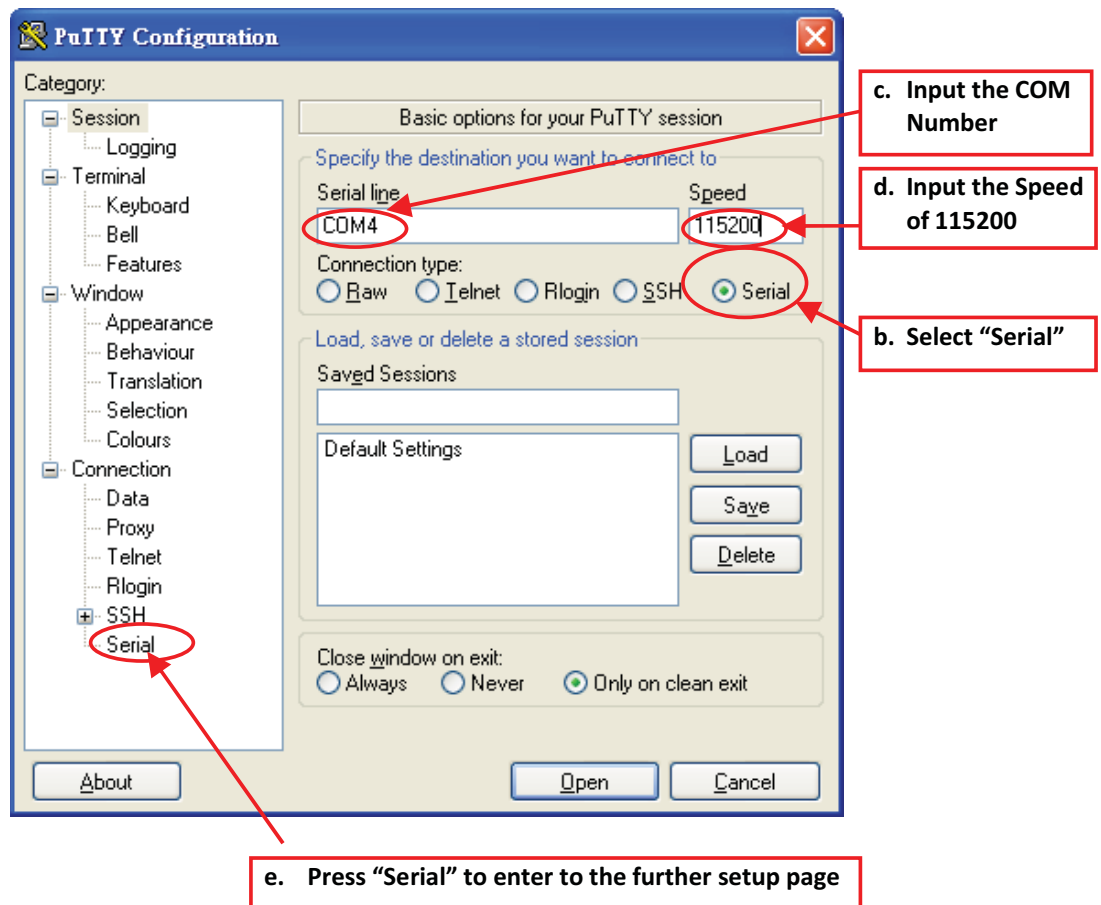 PuTTY Configuration
Category:
Session
Logging
Terminal
Keyboard
Bell
Features
Window
Appearance
Behaviour
Translation
Selection
Colours
Connection
Data
Proxy
Telnet
Rlogin
SSH
Serial
Basic options for your PuTTY session
Specify the destination you want to connect to
Serial line
Speed
COM4
115200
Connection type:
Raw
Telnet
Rlogin
SSH
Serial
Load, save or delete a stored session
Saved Sessions
Default Settings
Load
Save
Delete
Close window on exit:
Always
Never
Only on clean exit
About
Open
Cancel
c. Input the COM
Number
d. Input the Speed
of 115200
b. Select “Serial”
e. Press “Serial” to enter to the further setup page